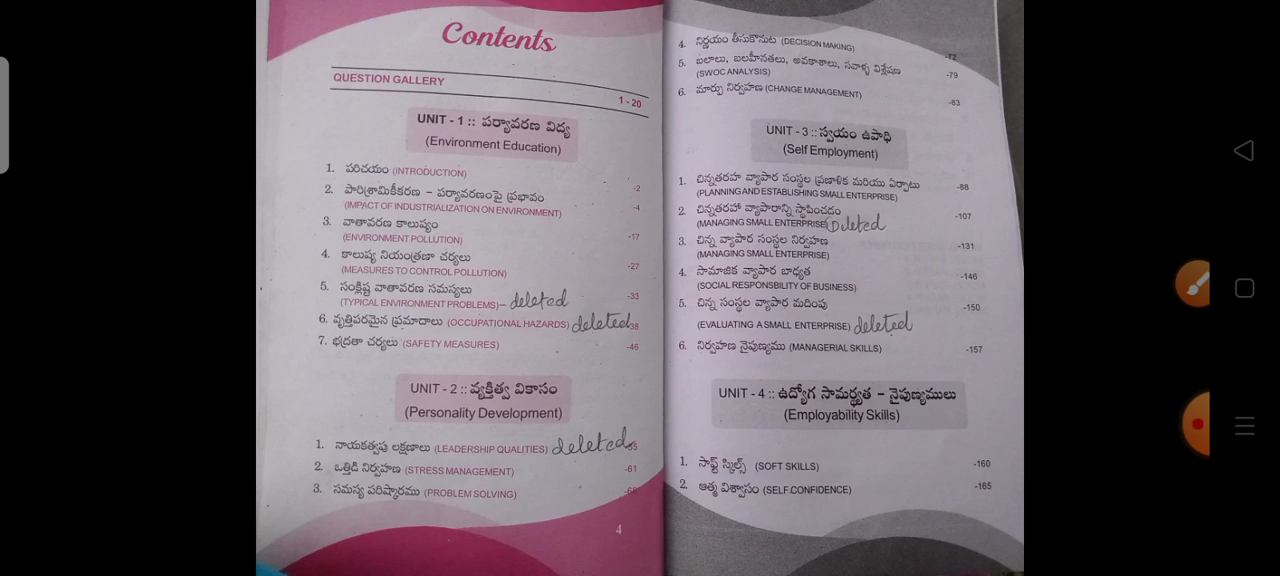 Contents
QUESTION GALLERY
1 - 20
UNIT - 1 :: పర్యావరణ విద్య
(Environment Education)
1. పరిచయం (INTRODUCTION) -2
2. పారిశ్రామికీకరణ – పర్యావరణంపై ప్రభావం
(IMPACT OF INDUSTRIALIZATION ON ENVIRONMENT) -4
3. వాతావరణ కాలుష్యం
(ENVIRONMENT POLLUTION) -17
4. కాలుష్య నియంత్రణా చర్యలు
(MEASURES TO CONTROL POLLUTION) -27
5. సంక్లిష్ట వాతావరణ సమస్యలు
(TYPICAL ENVIRONMENT PROBLEMS) – deleted -33
6. వృత్తిపరమైన ప్రమాదాలు (OCCUPATIONAL HAZARDS) deleted 38
7. భద్రతా చర్యలు (SAFETY MEASURES) -46
UNIT - 2 :: వ్యక్తిత్వ వికాసం
(Personality Development)
1. నాయకత్వపు లక్షణాలు (LEADERSHIP QUALITIES) deleted 55
2. ఒత్తిడి నిర్వహణ (STRESS MANAGEMENT) -61
3. సమస్య పరిష్కారము (PROBLEM SOLVING) -68
4
4. నిర్ణయం తీసుకొనుట (DECISION MAKING) -72
5. బలాలు, బలహీనతలు, అవకాశాలు, సవాళ్ళ విశ్లేషణ
(SWOC ANALYSIS) -79
6. మార్పు నిర్వహణ (CHANGE MANAGEMENT) -83
UNIT - 3 :: స్వయం ఉపాధి
(Self Employment)
1. చిన్నతరహ వ్యాపార సంస్థల ప్రణాళిక మరియు ఏర్పాటు -88
(PLANNING AND ESTABLISHING SMALL ENTERPRISE)
2. చిన్నతరహా వ్యాపారాన్ని స్థాపించడం -107
(MANAGING SMALL ENTERPRISE) Deleted
3. చిన్న వ్యాపార సంస్థల నిర్వహణ -131
(MANAGING SMALL ENTERPRISE)
4. సామాజిక వ్యాపార బాధ్యత -146
(SOCIAL RESPONSBILITY OF BUSINESS)
5. చిన్న సంస్థల వ్యాపార మదింపు -150
(EVALUATING A SMALL ENTERPRISE) deleted
6. నిర్వహణ నైపుణ్యము (MANAGERIAL SKILLS) -157
UNIT - 4 :: ఉద్యోగ సామర్థ్యత – నైపుణ్యములు
(Employability Skills)
1. సాఫ్ట్ స్కిల్స్ (SOFT SKILLS) -160
2. ఆత్మ విశ్వాసం (SELF CONFIDENCE) -165